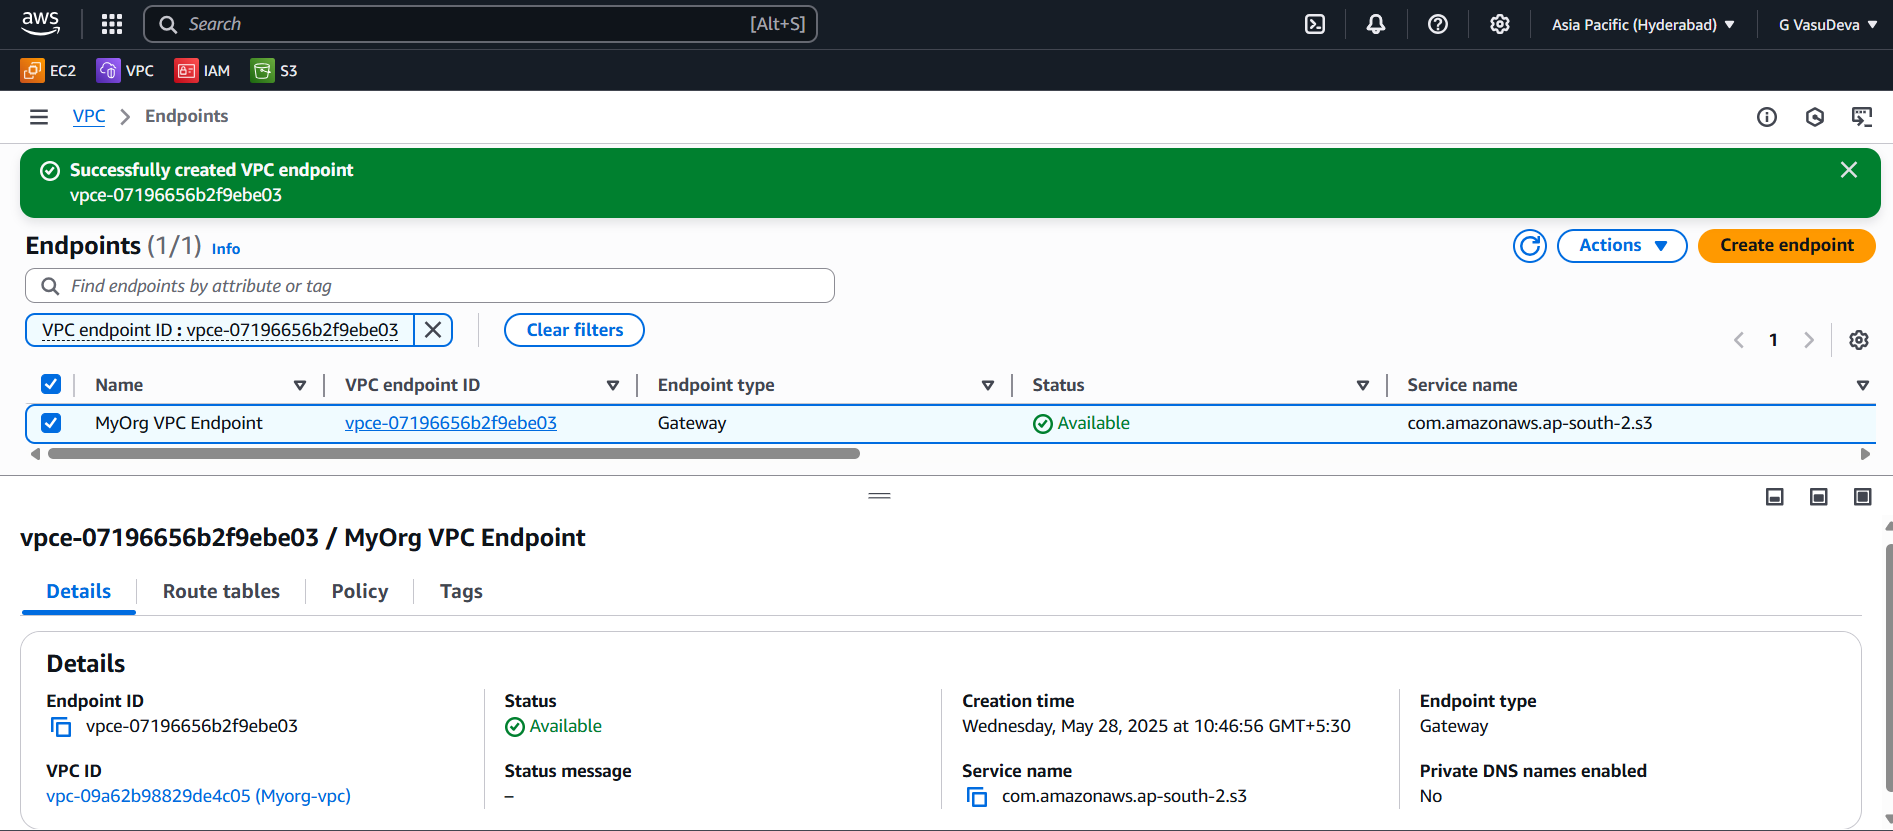 aws
Search [Alt+S]
Asia Pacific (Hyderabad) G VasuDeva
EC2 VPC IAM S3
VPC Endpoints
Successfully created VPC endpoint
vpce-07196656b2f9ebe03
Endpoints (1/1) Info
Actions Create endpoint
Find endpoints by attribute or tag
VPC endpoint ID : vpce-07196656b2f9ebe03
Clear filters
1
Name VPC endpoint ID Endpoint type Status Service name
MyOrg VPC Endpoint vpce-07196656b2f9ebe03 Gateway Available com.amazonaws.ap-south-2.s3
vpce-07196656b2f9ebe03 / MyOrg VPC Endpoint
Details Route tables Policy Tags
Details
Endpoint ID Status Creation time Endpoint type
vpce-07196656b2f9ebe03 Available Wednesday, May 28, 2025 at 10:46:56 GMT+5:30 Gateway
VPC ID Status message Service name Private DNS names enabled
vpc-09a62b98829de4c05 (Myorg-vpc) – com.amazonaws.ap-south-2.s3 No